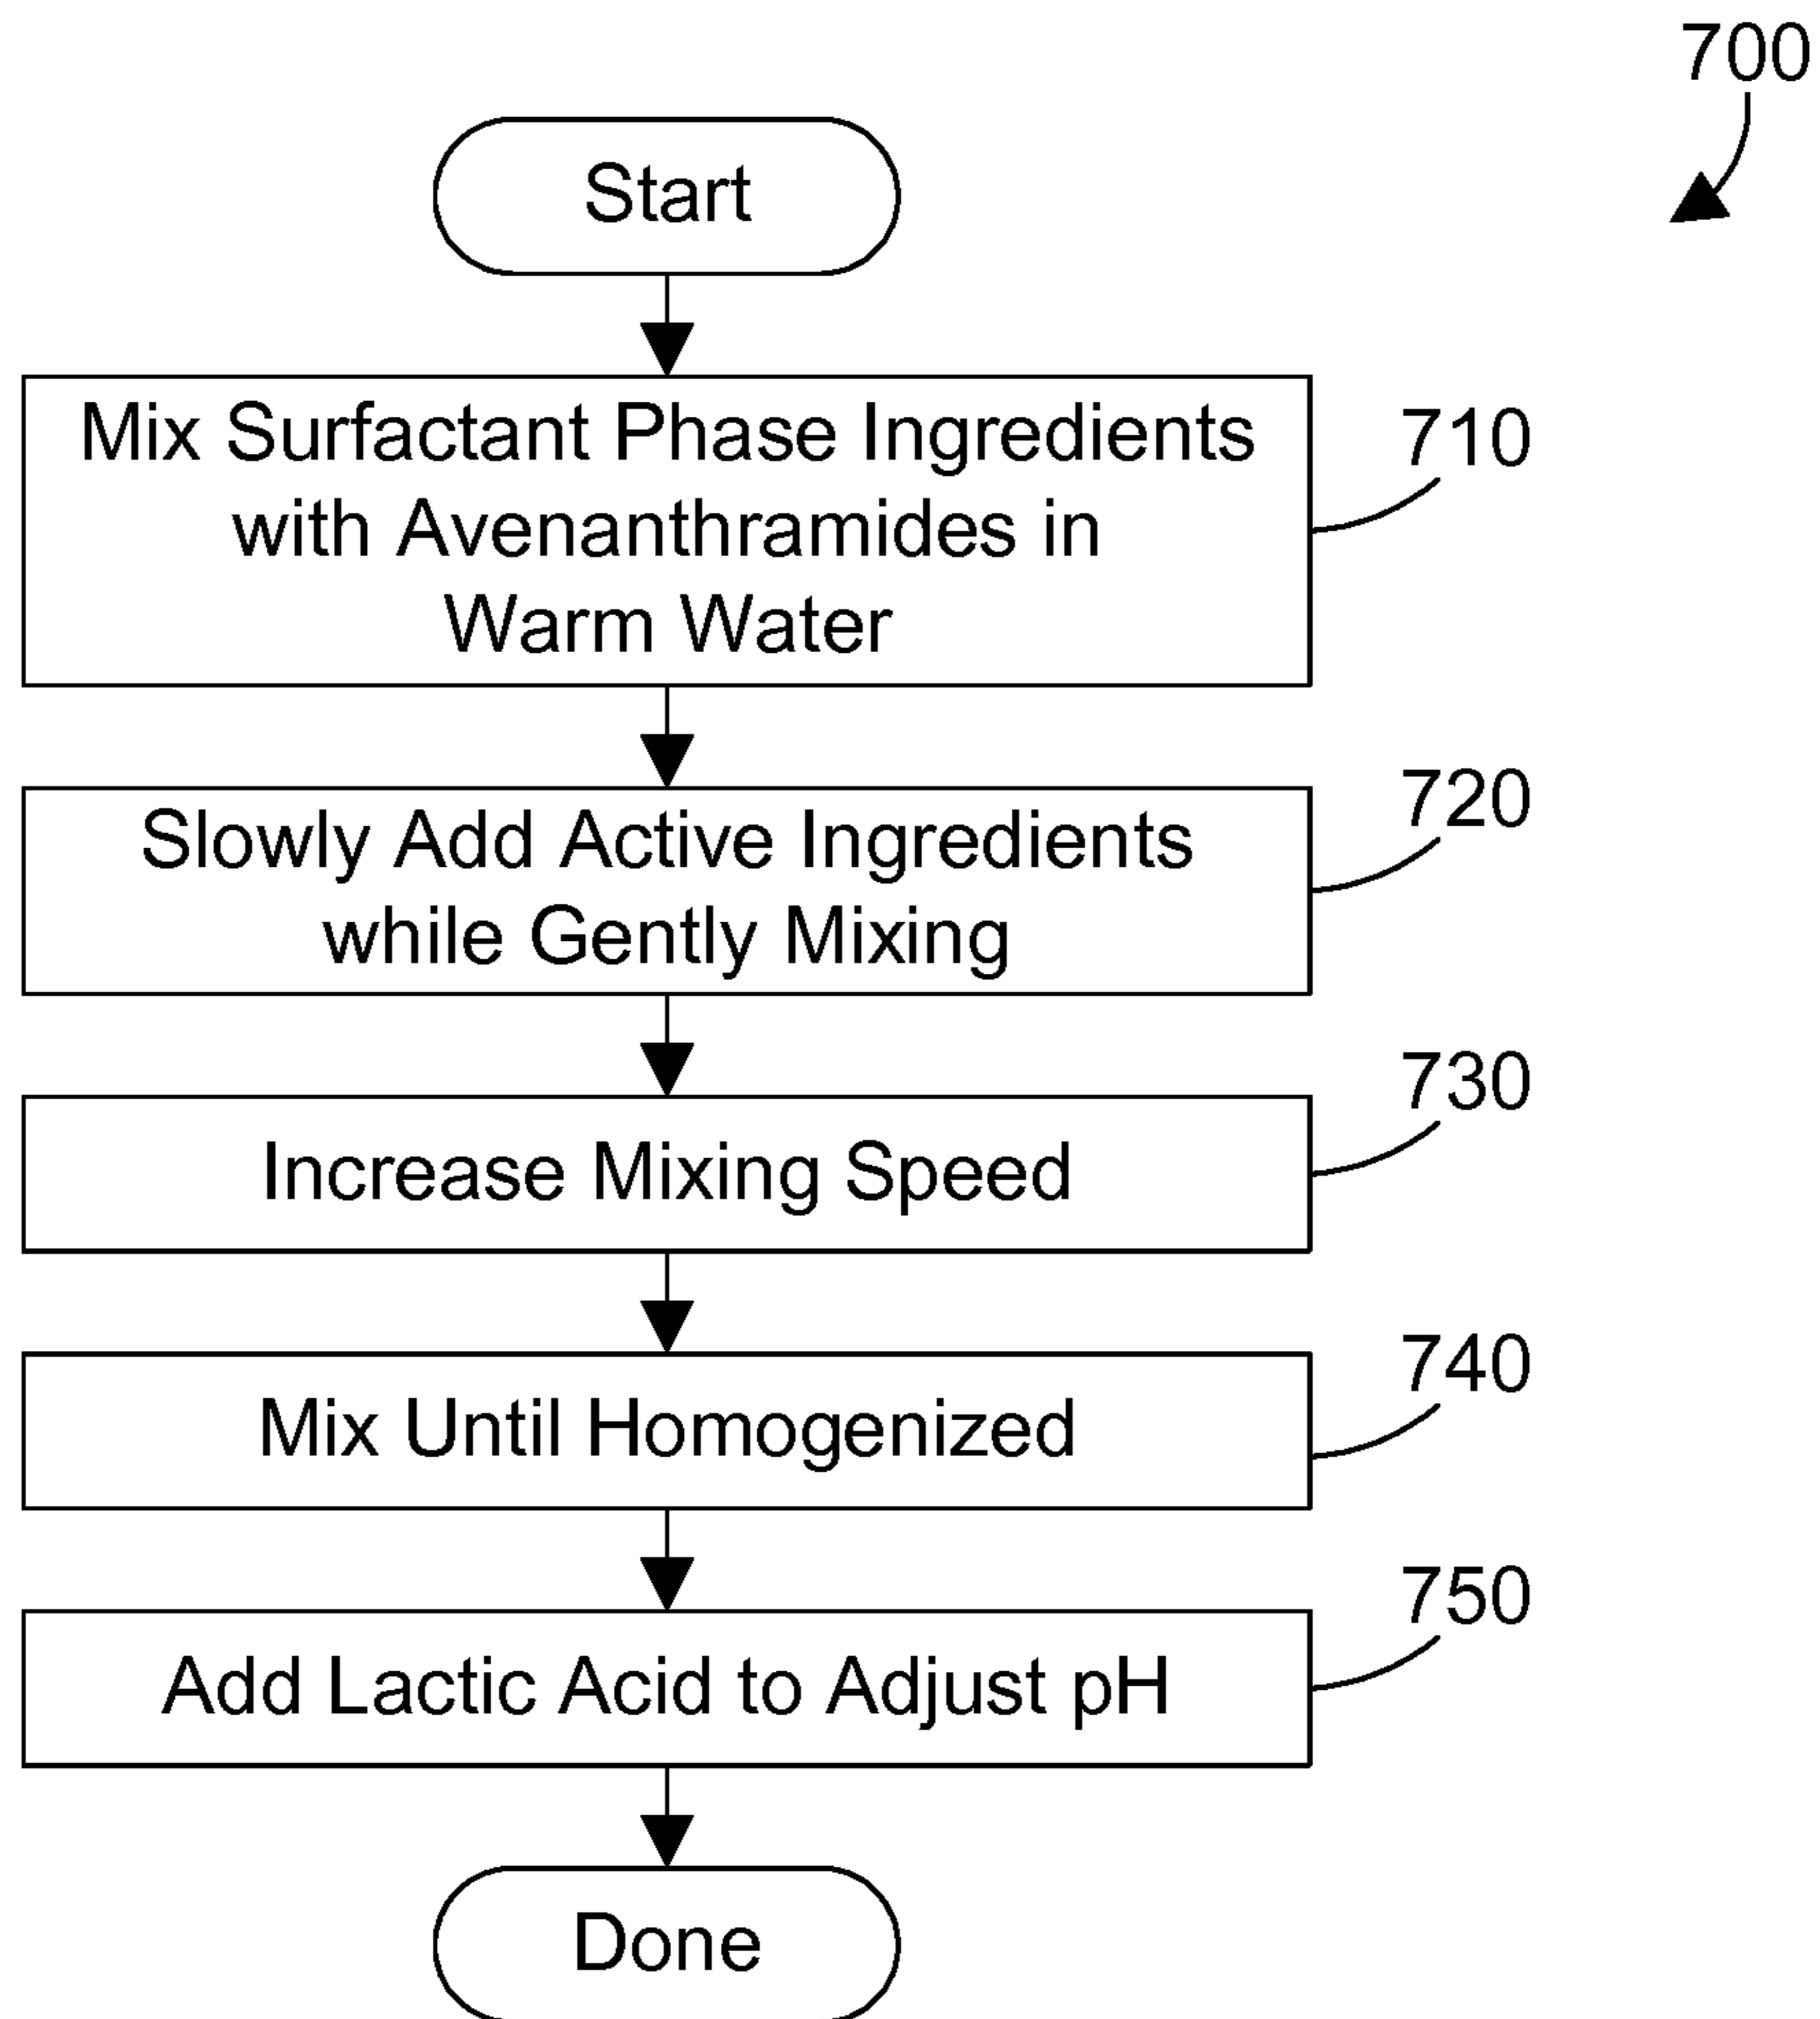 700
Start
Mix Surfactant Phase Ingredients
with Avenanthramides in
Warm Water
710
Slowly Add Active Ingredients
while Gently Mixing
720
Increase Mixing Speed
730
Mix Until Homogenized
740
Add Lactic Acid to Adjust pH
750
Done